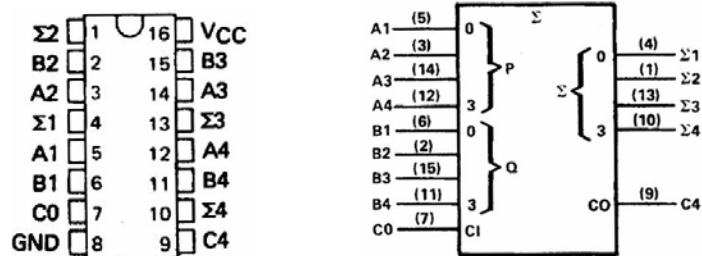 Σ2 1 16 VCC
B2 2 15 B3
A2 3 14 A3
Σ1 4 13 Σ3
A1 5 12 A4
B1 6 11 B4
C0 7 10 Σ4
GND 8 9 C4
Σ
A1 (5) 0
A2 (3)
A3 (14)
A4 (12) 3
P
B1 (6) 0
B2 (2)
B3 (15)
B4 (11) 3
Q
C0 (7) CI
Σ
0 (4) Σ1
(1) Σ2
(13) Σ3
3 (10) Σ4
CO (9) C4